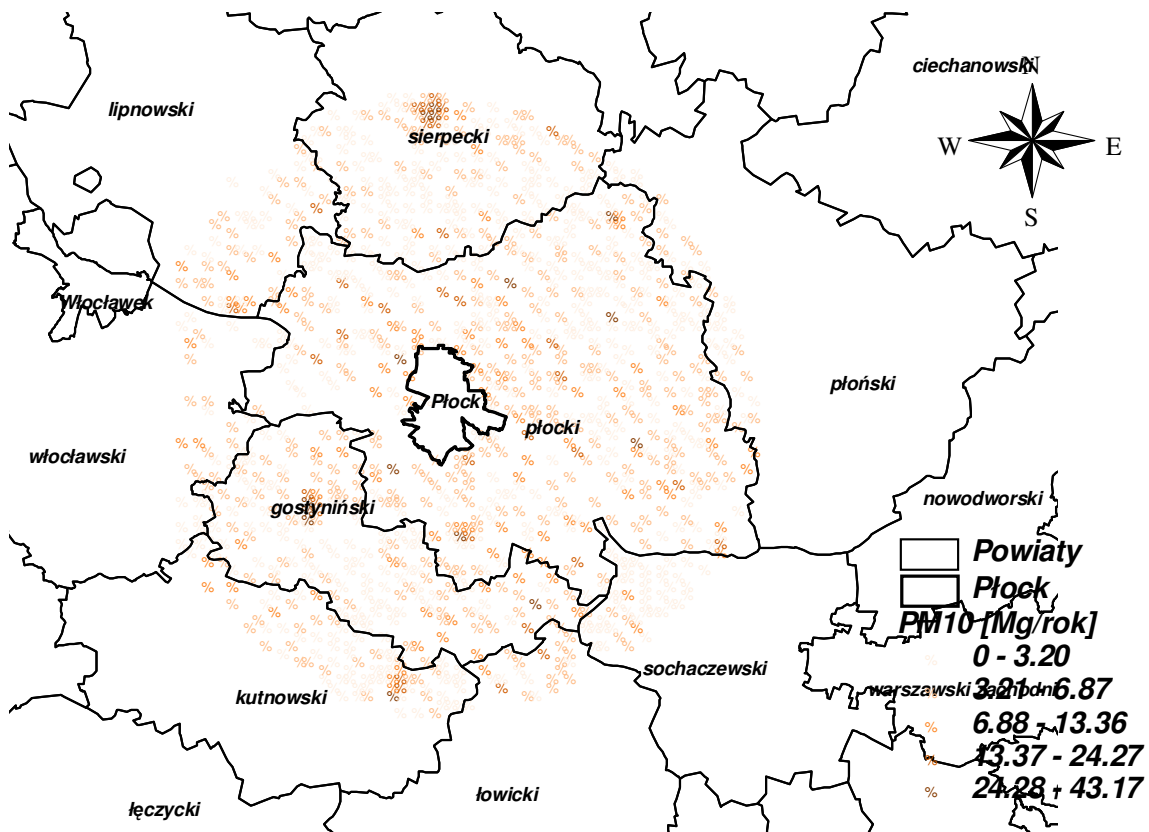 ciechanowski
N
lipnowski
sierpecki
W
E
S
Włocławek
płoński
Płock
płocki
włocławski
nowodworski
gostyniński
Powiaty
Płock
PM10 [Mg/rok]
0 - 3.20
sochaczewski
warszawski zachodni
3.21 - 6.87
kutnowski
6.88 - 13.36
13.37 - 24.27
24.28 - 43.17
łowicki
łęczycki